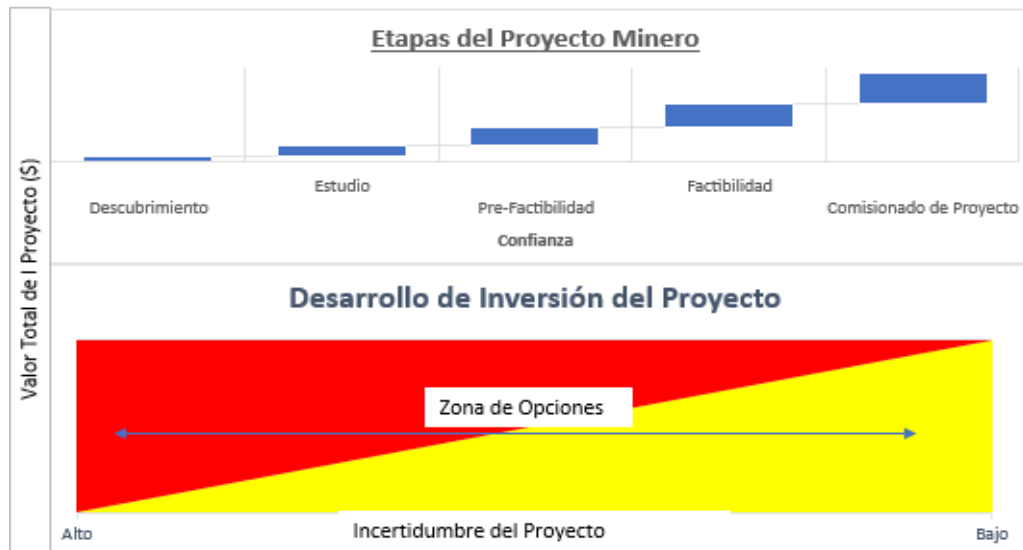 Etapas del Proyecto Minero
Valor Total de l Proyecto ($)
Descubrimiento
Estudio
Pre-Factibilidad
Factibilidad
Comisionado de Proyecto
Confianza
Desarrollo de Inversión del Proyecto
Zona de Opciones
Alto
Incertidumbre del Proyecto
Bajo